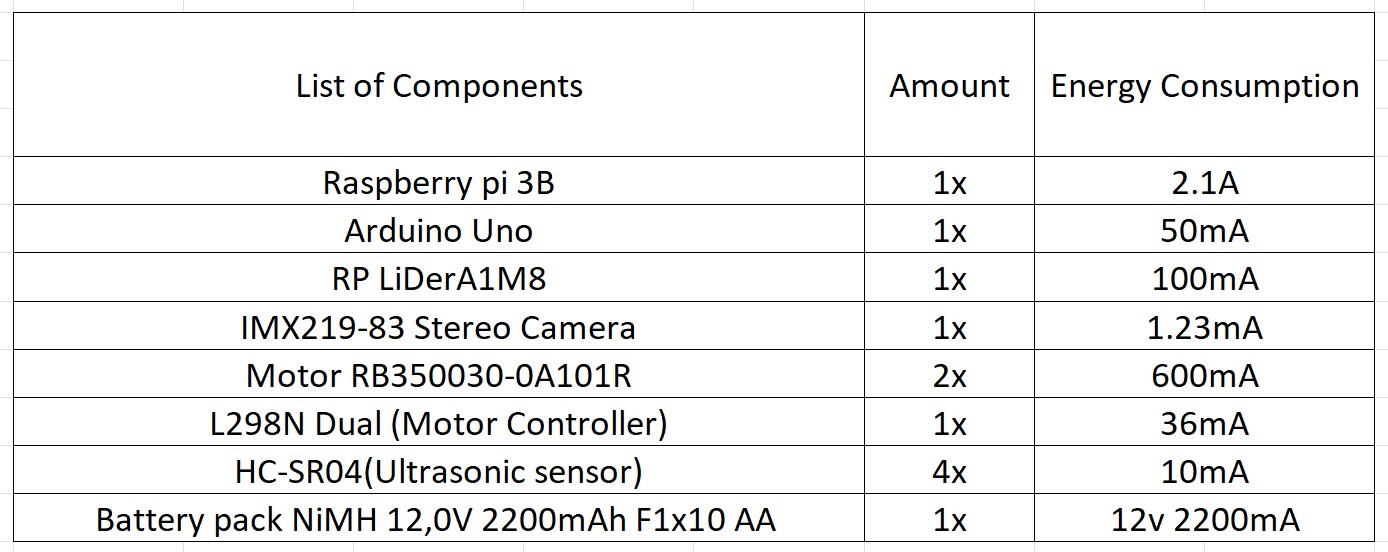 List of Components Amount Energy Consumption
Raspberry pi 3B 1x 2.1A
Arduino Uno 1x 50mA
RP LiDerA1M8 1x 100mA
IMX219-83 Stereo Camera 1x 1.23mA
Motor RB350030-0A101R 2x 600mA
L298N Dual (Motor Controller) 1x 36mA
HC-SR04(Ultrasonic sensor) 4x 10mA
Battery pack NiMH 12,0V 2200mAh F1x10 AA 1x 12v 2200mA